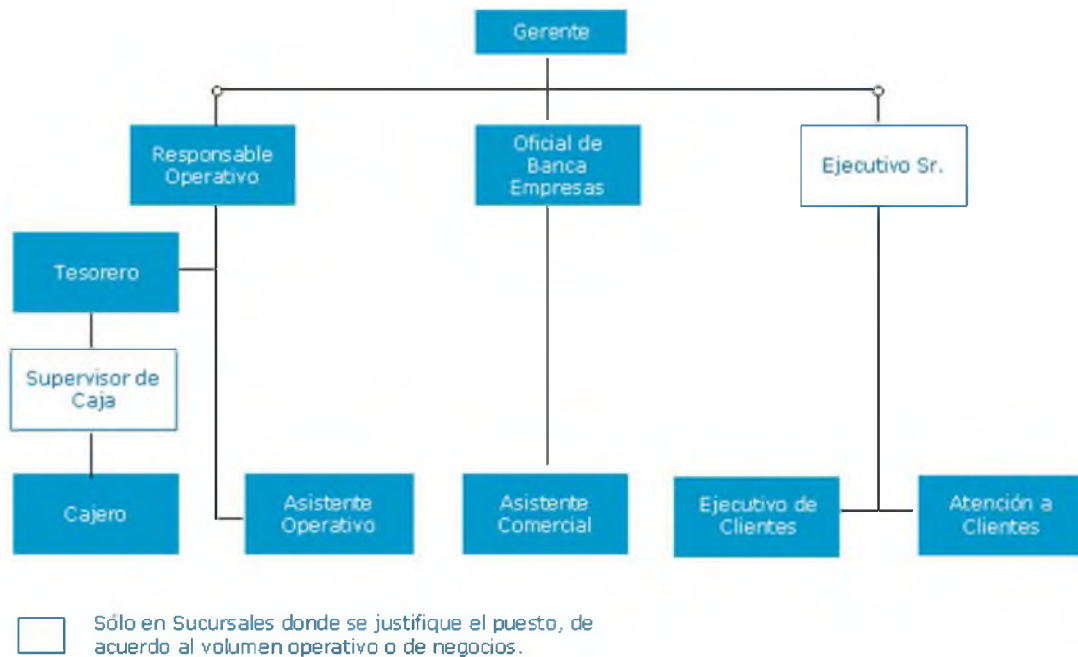 Gerente
Responsable
Operativo
Oficial de
Banca
Empresas
Ejecutivo Sr.
Tesorero
Supervisor de
Caja
Cajero
Asistente
Operativo
Asistente
Comercial
Ejecutivo de
Clientes
Atención a
Clientes
Sólo en Sucursales donde se justifique el puesto, de
acuerdo al volumen operativo o de negocios.